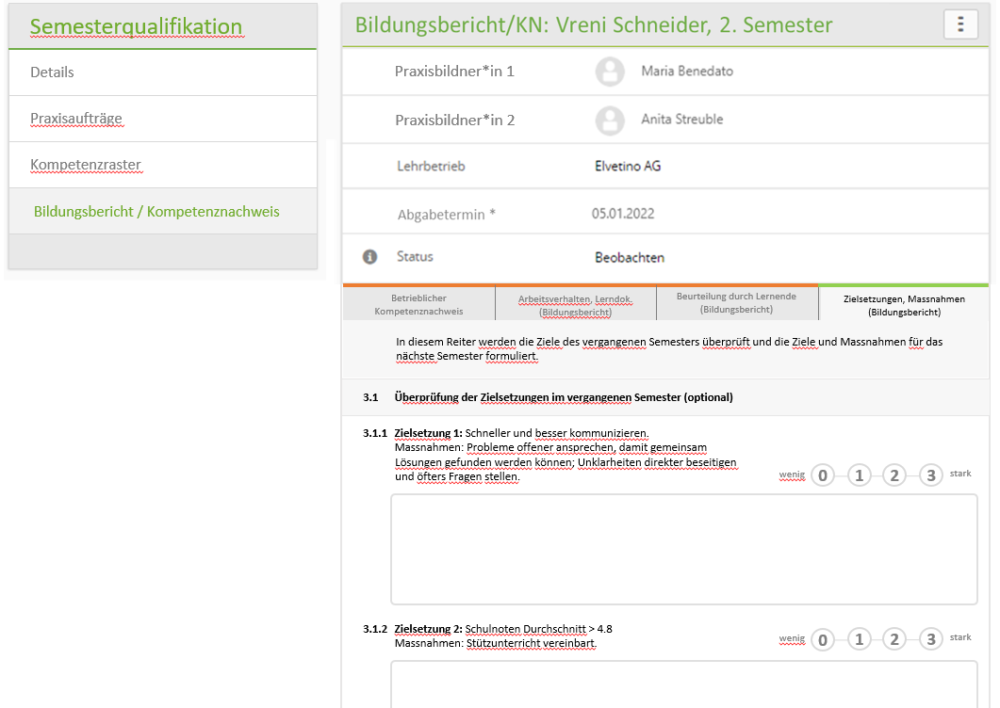 Semesterqualifikation
Details
Praxisaufträge
Kompetenzraster
Bildungsbericht / Kompetenznachweis
Bildungsbericht/KN: Vreni Schneider, 2. Semester
Praxisbildner*in 1 Maria Benedato
Praxisbildner*in 2 Anita Streuble
Lehrbetrieb Elvetino AG
Abgabetermin * 05.01.2022
Status Beobachten
Betrieblicher
Kompetenznachweis
Arbeitsverhalten, Lerndok.
(Bildungsbericht)
Beurteilung durch Lernende
(Bildungsbericht)
Zielsetzungen, Massnahmen
(Bildungsbericht)
In diesem Reiter werden die Ziele des vergangenen Semesters überprüft und die Ziele und Massnahmen für das
nächste Semester formuliert.
3.1 Überprüfung der Zielsetzungen im vergangenen Semester (optional)
3.1.1 Zielsetzung 1: Schneller und besser kommunizieren.
Massnahmen: Probleme offener ansprechen, damit gemeinsam
Lösungen gefunden werden können; Unklarheiten direkter beseitigen
und öfters Fragen stellen.
wenig 0 1 2 3 stark
3.1.2 Zielsetzung 2: Schulnoten Durchschnitt > 4.8
Massnahmen: Stützunterricht vereinbart.
wenig 0 1 2 3 stark